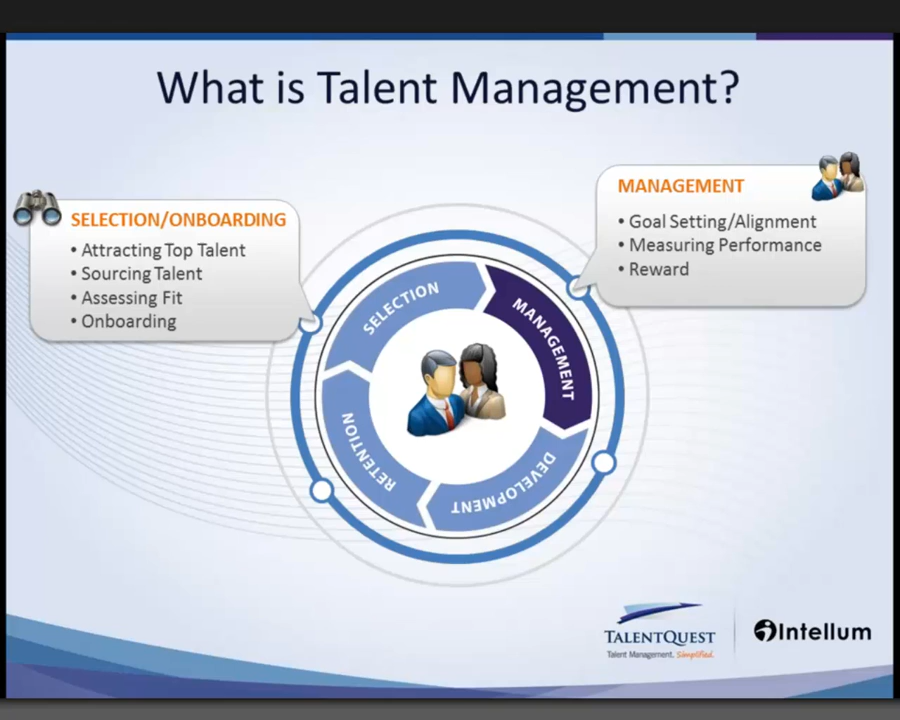 What is Talent Management?
SELECTION/ONBOARDING
• Attracting Top Talent
• Sourcing Talent
• Assessing Fit
• Onboarding
MANAGEMENT
• Goal Setting/Alignment
• Measuring Performance
• Reward
SELECTION
MANAGEMENT
DEVELOPMENT
RETENTION
TALENTQUEST
Talent Management, Simplified.
Intellum